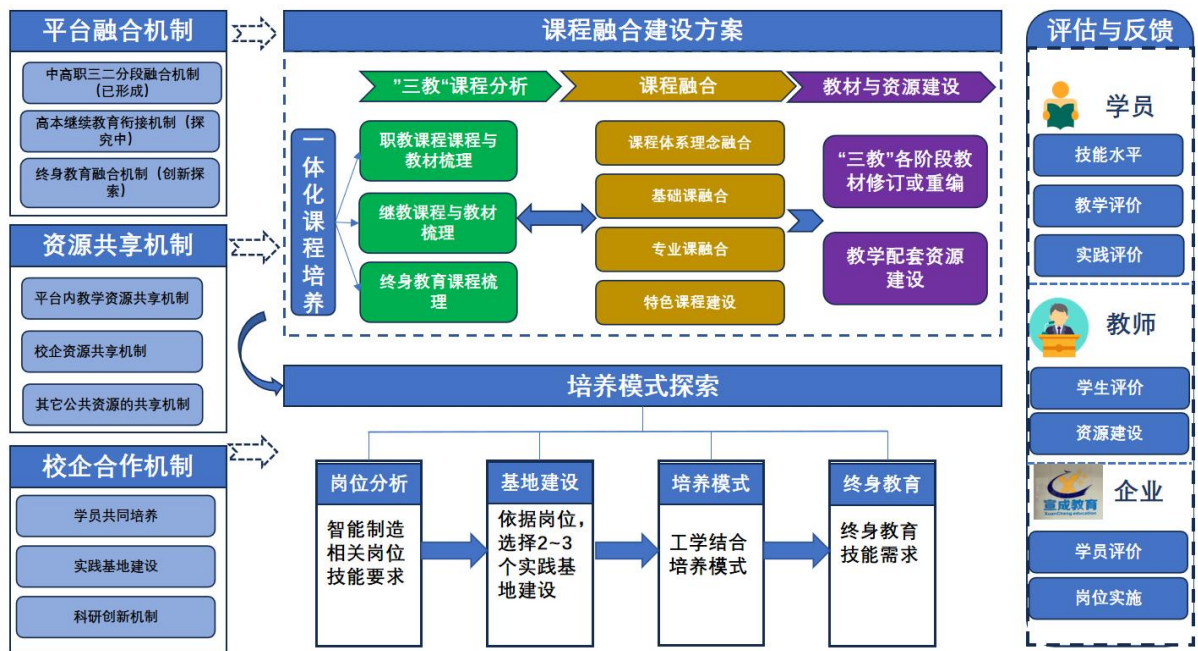 平台融合机制
中高职三二分段融合机制
(已形成)
高本继续教育衔接机制（探
究中）
终身教育融合机制（创新探
索）
资源共享机制
平台内教学资源共享机制
校企资源共享机制
其它公共资源的共享机制
校企合作机制
学员共同培养
实践基地建设
科研创新机制
课程融合建设方案
”三教“课程分析
课程融合
教材与资源建设
一体化课程培养
职教课程课程与
教材梳理
继教课程与教材
梳理
终身教育课程梳
理
课程体系理念融合
基础课融合
专业课融合
特色课程建设
“三教”各阶段教
材修订或重编
教学配套资源
建设
培养模式探索
岗位分析
智能制造
相关岗位
技能要求
基地建设
依据岗位，
选择2~3
个实践基
地建设
培养模式
工学结合
培养模式
终身教育
终身教育
技能需求
评估与反馈
学员
技能水平
教学评价
实践评价
教师
学生评价
资源建设
宣成教育
XuanCheng education
企业
学员评价
岗位实施